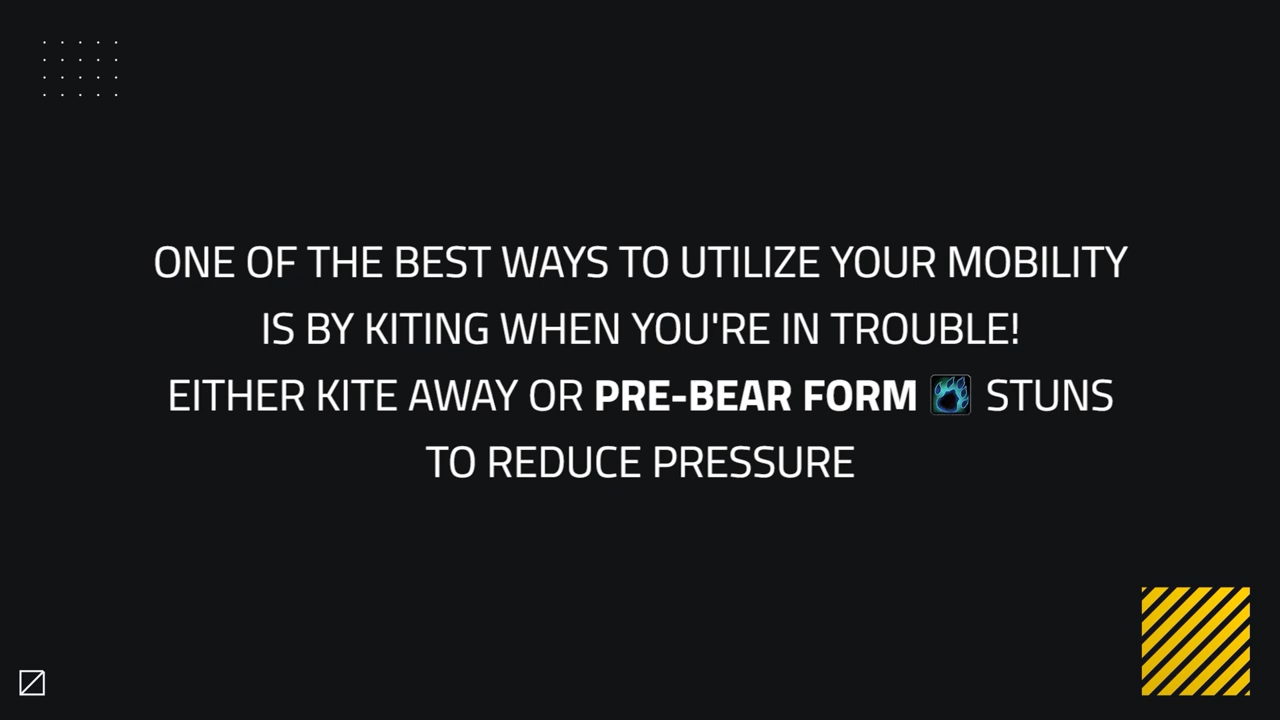 ONE OF THE BEST WAYS TO UTILIZE YOUR MOBILITY
IS BY KITING WHEN YOU'RE IN TROUBLE!
EITHER KITE AWAY OR PRE-BEAR FORM STUNS
TO REDUCE PRESSURE